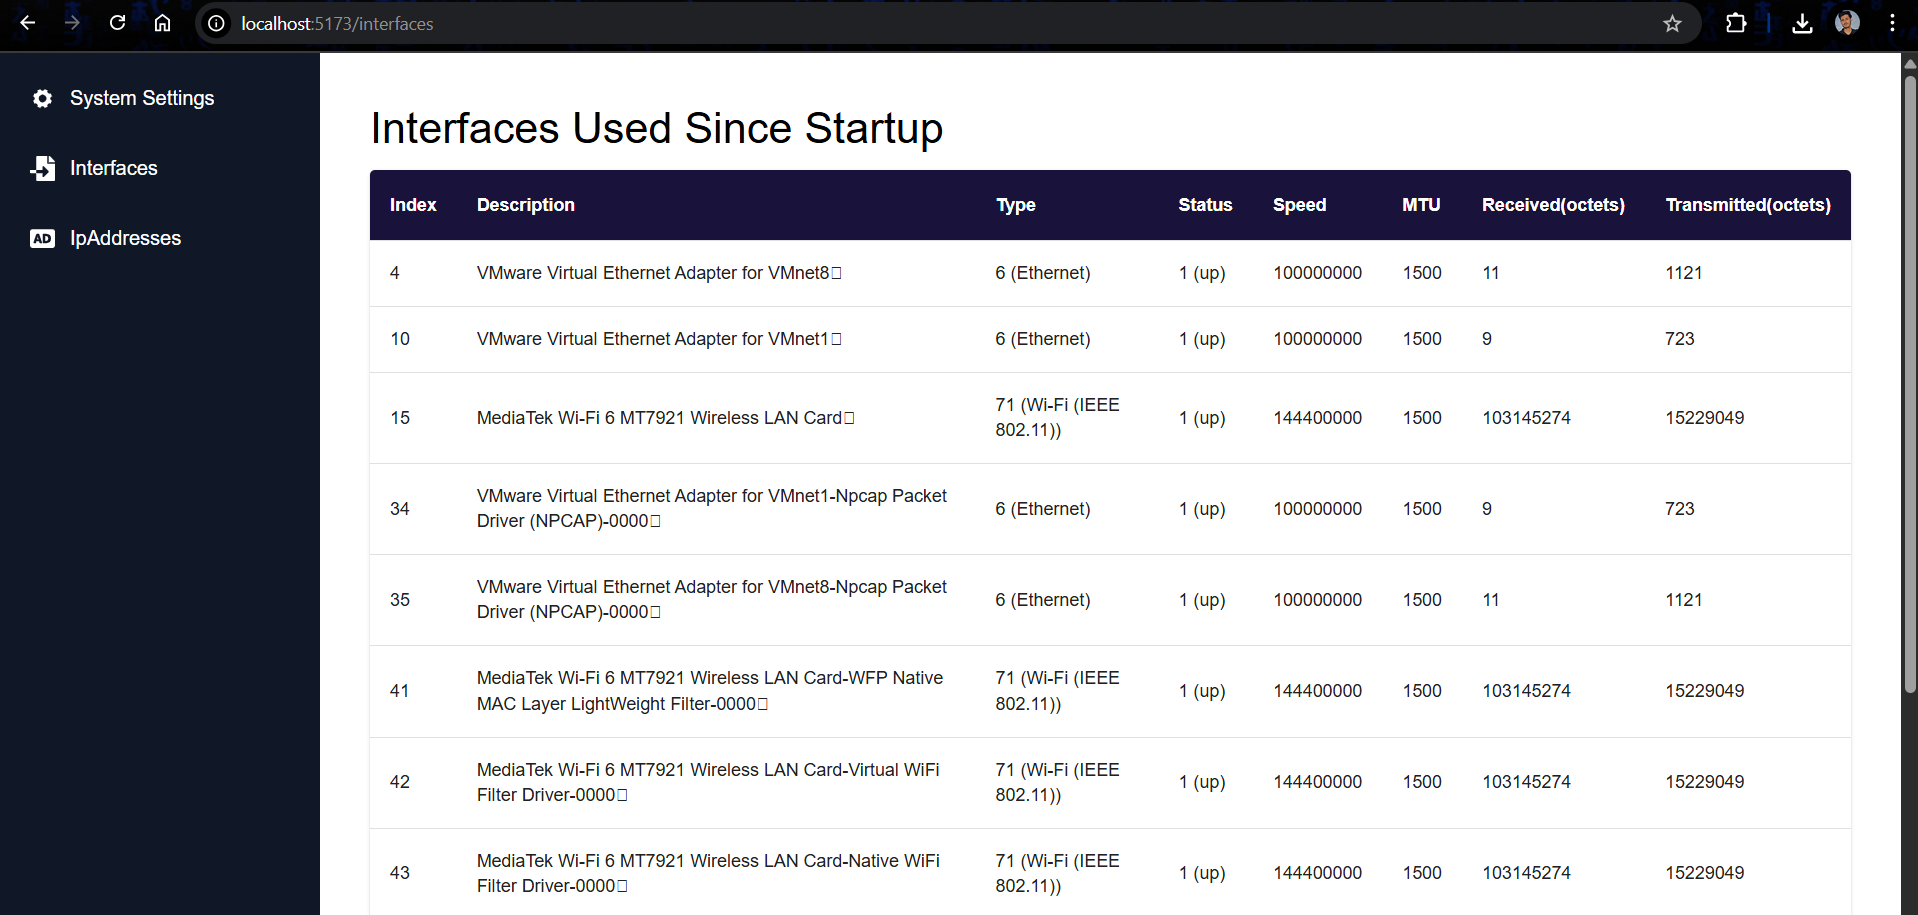 localhost:5173/interfaces
System Settings
Interfaces
AD IpAddresses
Interfaces Used Since Startup
Index Description Type Status Speed MTU Received(octets) Transmitted(octets)
4 VMware Virtual Ethernet Adapter for VMnet8 6 (Ethernet) 1 (up) 100000000 1500 11 1121
10 VMware Virtual Ethernet Adapter for VMnet1 6 (Ethernet) 1 (up) 100000000 1500 9 723
15 MediaTek Wi-Fi 6 MT7921 Wireless LAN Card 71 (Wi-Fi (IEEE
802.11)) 1 (up) 144400000 1500 103145274 15229049
34 VMware Virtual Ethernet Adapter for VMnet1-Npcap Packet
Driver (NPCAP)-0000 6 (Ethernet) 1 (up) 100000000 1500 9 723
35 VMware Virtual Ethernet Adapter for VMnet8-Npcap Packet
Driver (NPCAP)-0000 6 (Ethernet) 1 (up) 100000000 1500 11 1121
41 MediaTek Wi-Fi 6 MT7921 Wireless LAN Card-WFP Native 71 (Wi-Fi (IEEE
MAC Layer LightWeight Filter-0000 802.11)) 1 (up) 144400000 1500 103145274 15229049
42 MediaTek Wi-Fi 6 MT7921 Wireless LAN Card-Virtual WiFi 71 (Wi-Fi (IEEE
Filter Driver-0000 802.11)) 1 (up) 144400000 1500 103145274 15229049
43 MediaTek Wi-Fi 6 MT7921 Wireless LAN Card-Native WiFi 71 (Wi-Fi (IEEE
Filter Driver-0000 802.11)) 1 (up) 144400000 1500 103145274 15229049